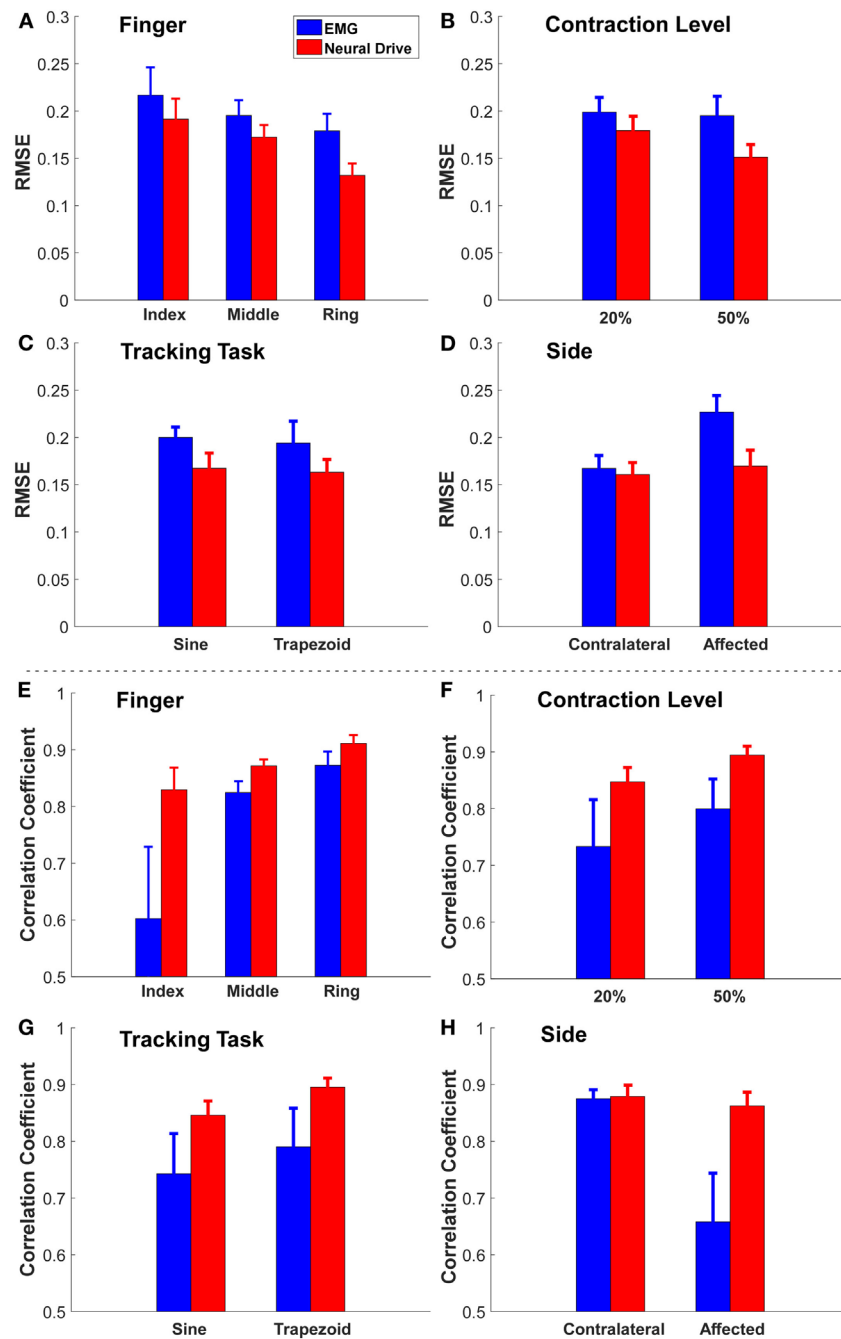 A
Finger
EMG
Neural Drive
0.3
0.25
0.2
0.15
0.1
0.05
0
RMSE
Index Middle Ring
B
Contraction Level
0.3
0.25
0.2
0.15
0.1
0.05
0
RMSE
20% 50%
C
Tracking Task
0.3
0.25
0.2
0.15
0.1
0.05
0
RMSE
Sine Trapezoid
D
Side
0.3
0.25
0.2
0.15
0.1
0.05
0
RMSE
Contralateral Affected
E
Finger
1
0.9
0.8
0.7
0.6
0.5
Correlation Coefficient
Index Middle Ring
F
Contraction Level
1
0.9
0.8
0.7
0.6
0.5
Correlation Coefficient
20% 50%
G
Tracking Task
1
0.9
0.8
0.7
0.6
0.5
Correlation Coefficient
Sine Trapezoid
H
Side
1
0.9
0.8
0.7
0.6
0.5
Correlation Coefficient
Contralateral Affected